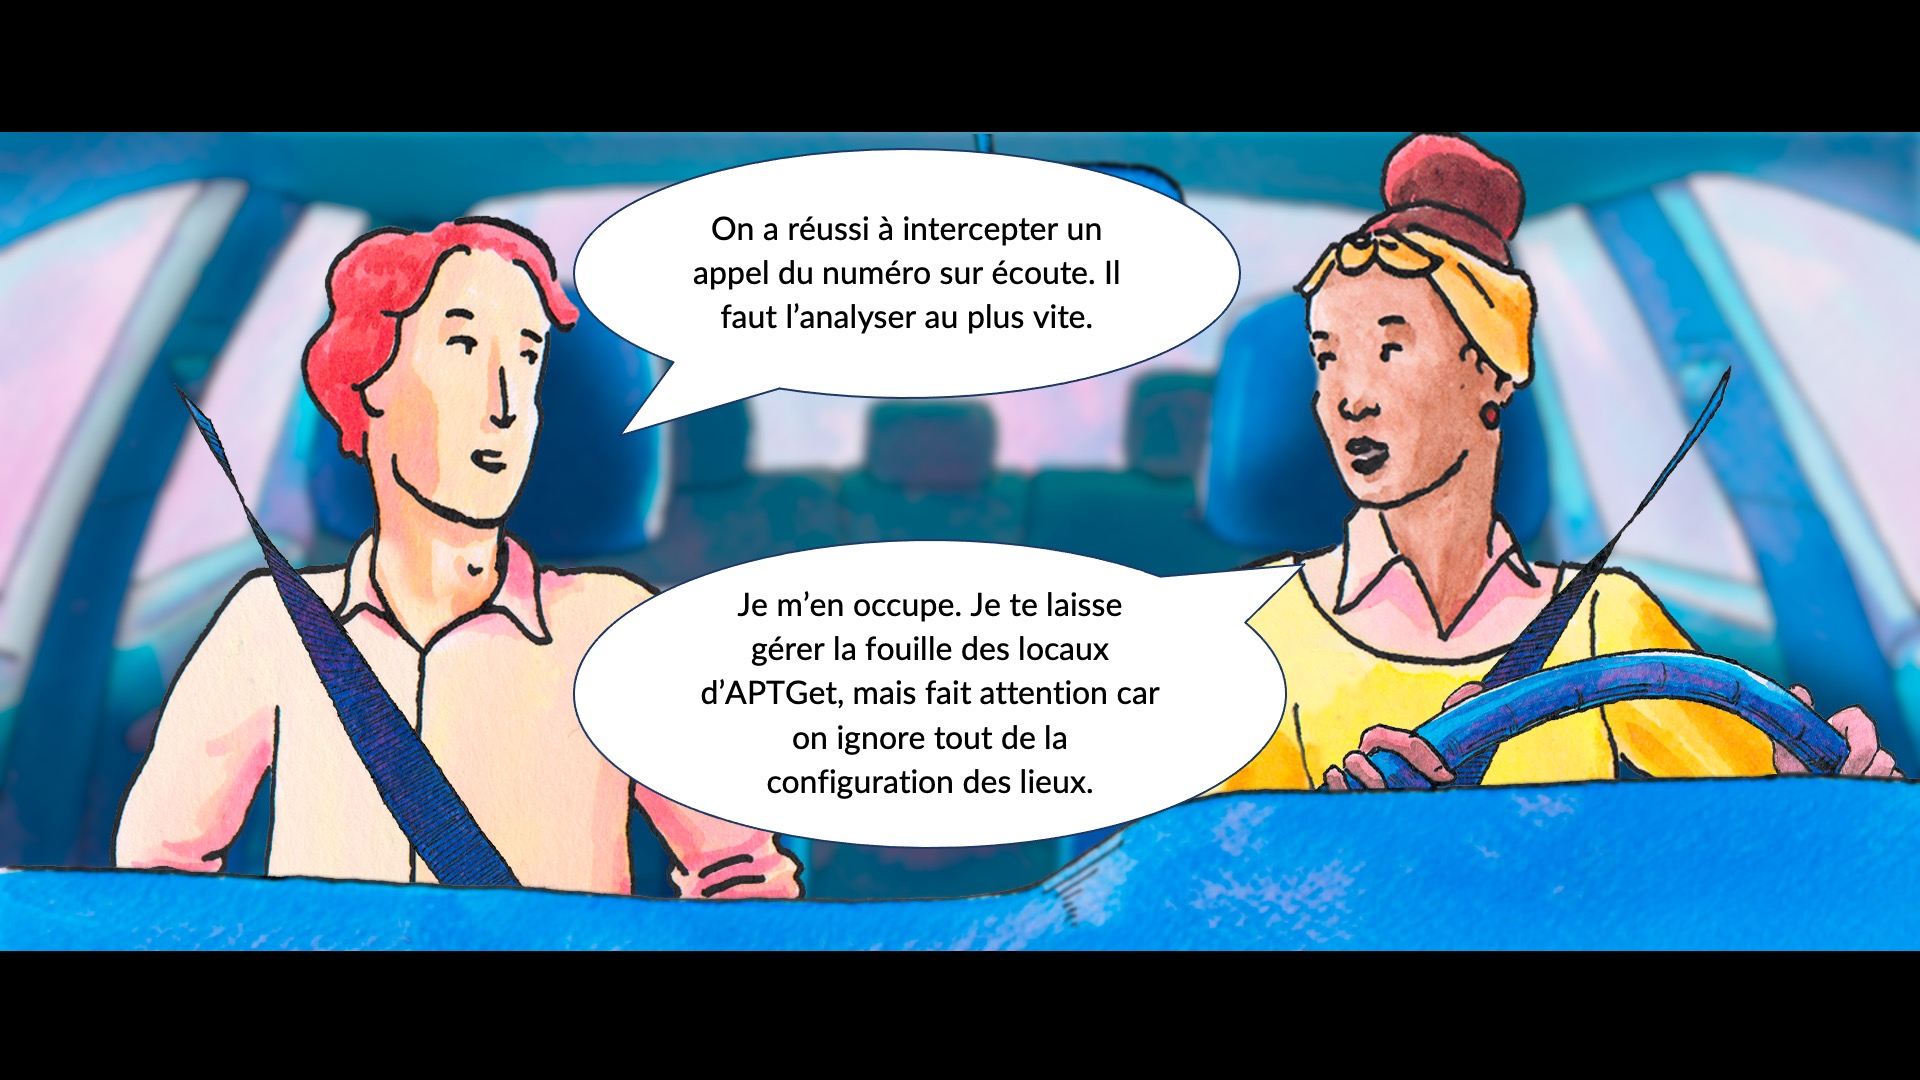 On a réussi à intercepter un
appel du numéro sur écoute. Il
faut l’analyser au plus vite.
Je m’en occupe. Je te laisse
gérer la fouille des locaux
d’APTGet, mais fait attention car
on ignore tout de la
configuration des lieux.